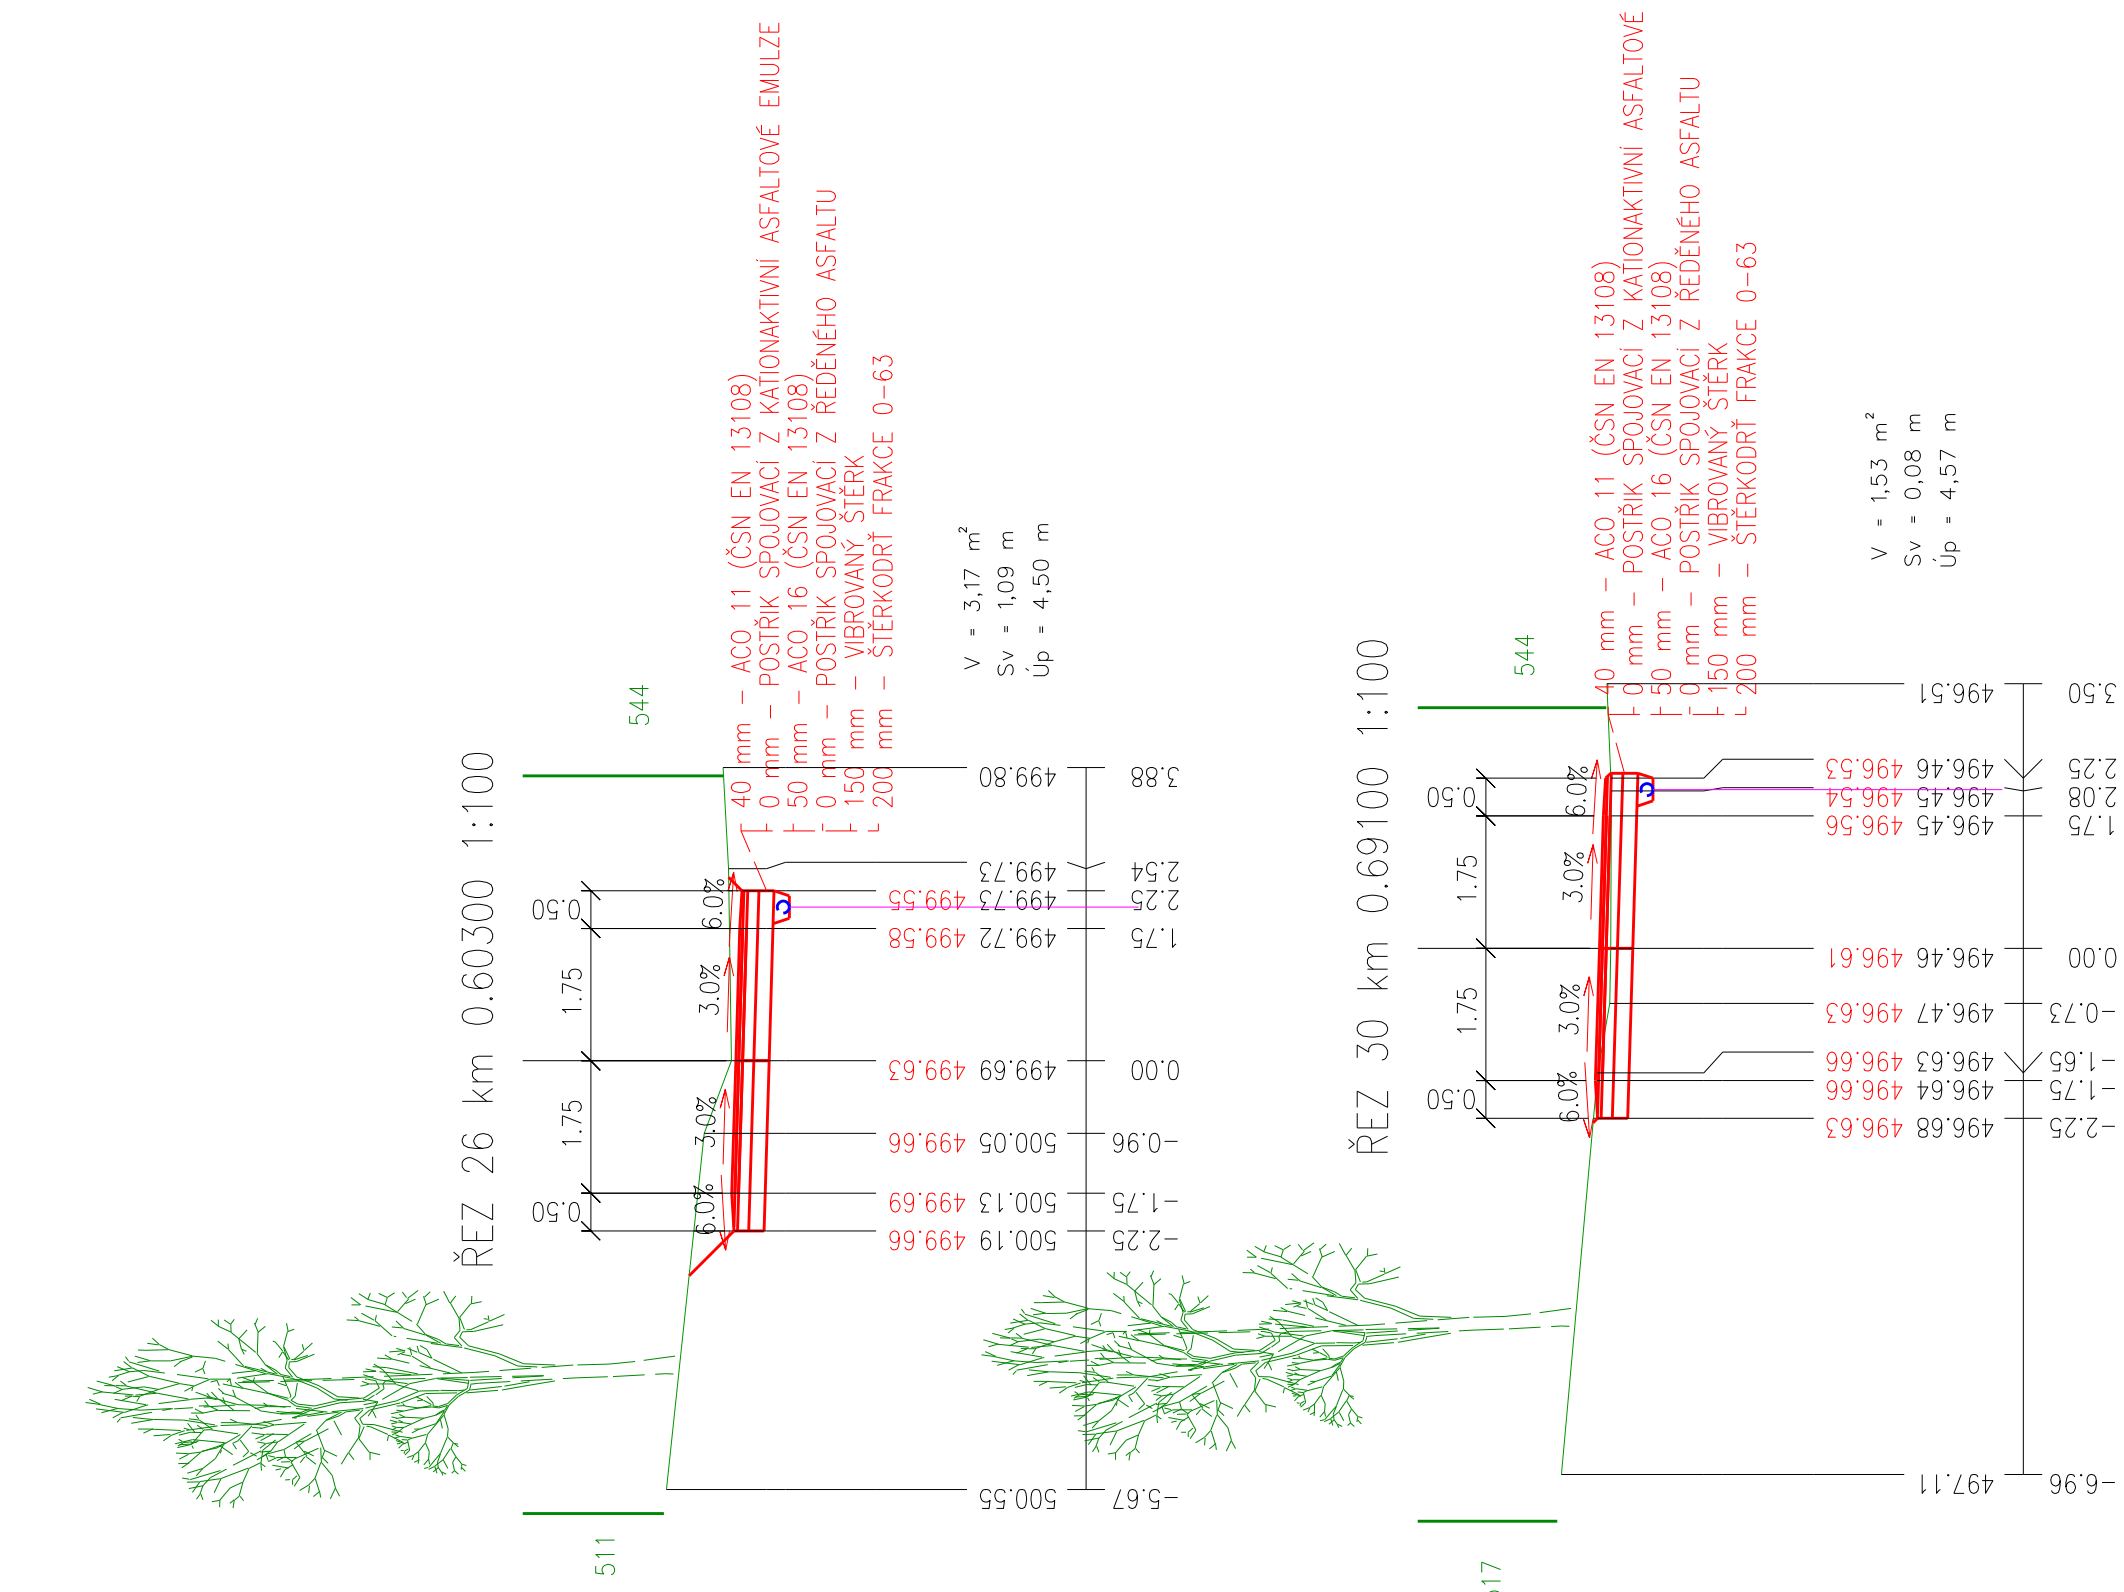 ŘEZ 26 km 0.603000 1:100
544
511
40 mm - ACO 11 (ČSN EN 13108)
0 mm - POSTŘIK SPOJOVACÍ Z KATIONAKTIVNÍ ASFALTOVÉ EMULZE
50 mm - ACO 16 (ČSN EN 13108)
0 mm - POSTŘIK SPOJOVACÍ Z ŘEDĚNÉHO ASFALTU
150 mm - VIBROVANÝ ŠTĚRK
200 mm - ŠTĚRKODRŤ FRAKCE 0-63
V = 3,17 m²
Sv = 1,09 m
Úp = 4,50 m
0.50 1.75 1.75 0.50
6.0% 3.0% 3.0% 6.0%
499.66 499.69 499.66 499.63 499.58 499.55
500.55 500.19 500.13 500.05 499.69 499.72 499.73 499.73 499.80
-5.67 -2.25 -1.75 -0.96 0.00 1.75 2.25 2.54 3.88
ŘEZ 30 km 0.69100 1:100
544
40 mm - ACO 11 (ČSN EN 13108)
0 mm - POSTŘIK SPOJOVACÍ Z KATIONAKTIVNÍ ASFALTOVÉ
50 mm - ACO 16 (ČSN EN 13108)
0 mm - POSTŘIK SPOJOVACÍ Z ŘEDĚNÉHO ASFALTU
150 mm - VIBROVANÝ ŠTĚRK
200 mm - ŠTĚRKODRŤ FRAKCE 0-63
V = 1,53 m²
Sv = 0,08 m
Úp = 4,57 m
0.50 1.75 1.75 0.50
6.0% 3.0% 3.0% 6.0%
496.63 496.66 496.66 496.63 496.61 496.56 496.54 496.53
497.11 496.68 496.64 496.63 496.47 496.46 496.45 496.45 496.46 496.51
-6.96 -2.25 -1.75 -1.65 -0.73 0.00 1.75 2.08 2.25 3.50